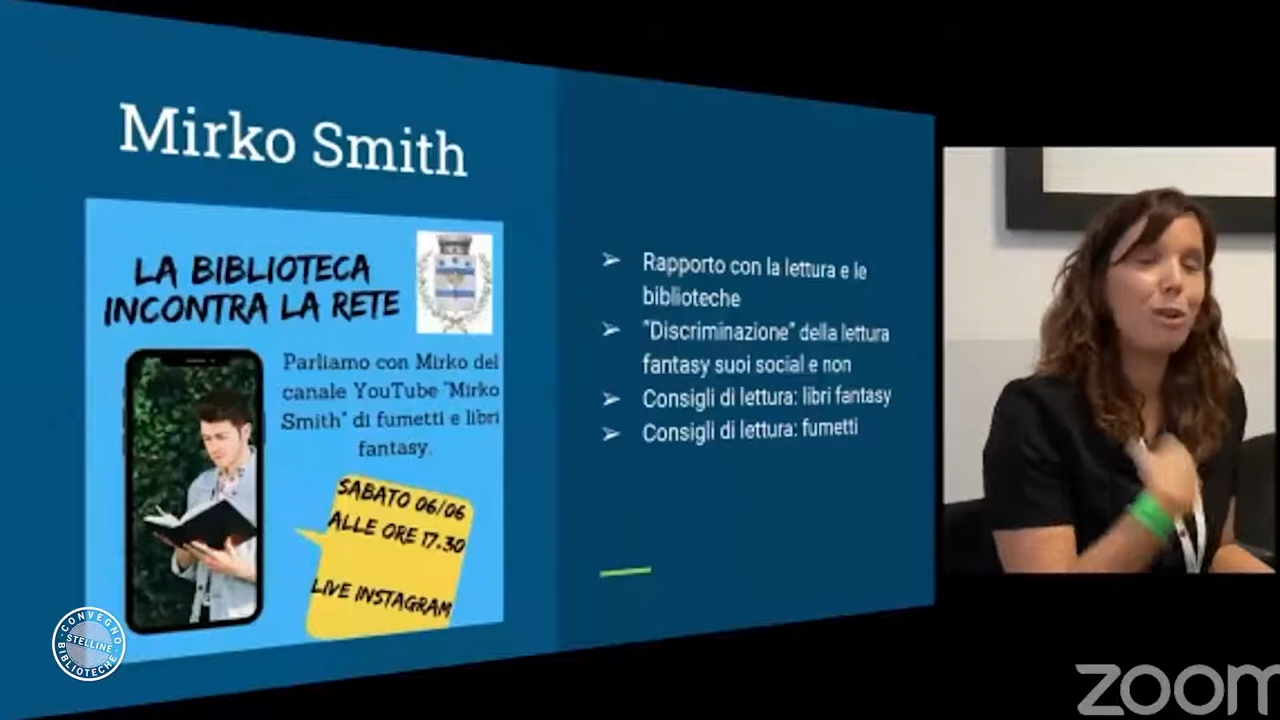 Mirko Smith
LA BIBLIOTECA
INCONTRA LA RETE
Parliamo con Mirko del
canale YouTube "Mirko
Smith" di fumetti e libri
fantasy.
SABATO 06/06
ALLE ORE 17.30
LIVE INSTAGRAM
➢ Rapporto con la lettura e le
biblioteche
➢ "Discriminazione" della lettura
fantasy suoi social e non
➢ Consigli di lettura: libri fantasy
➢ Consigli di lettura: fumetti
CONVEGNO
STELLINE
BIBLIOTECHE
zoom